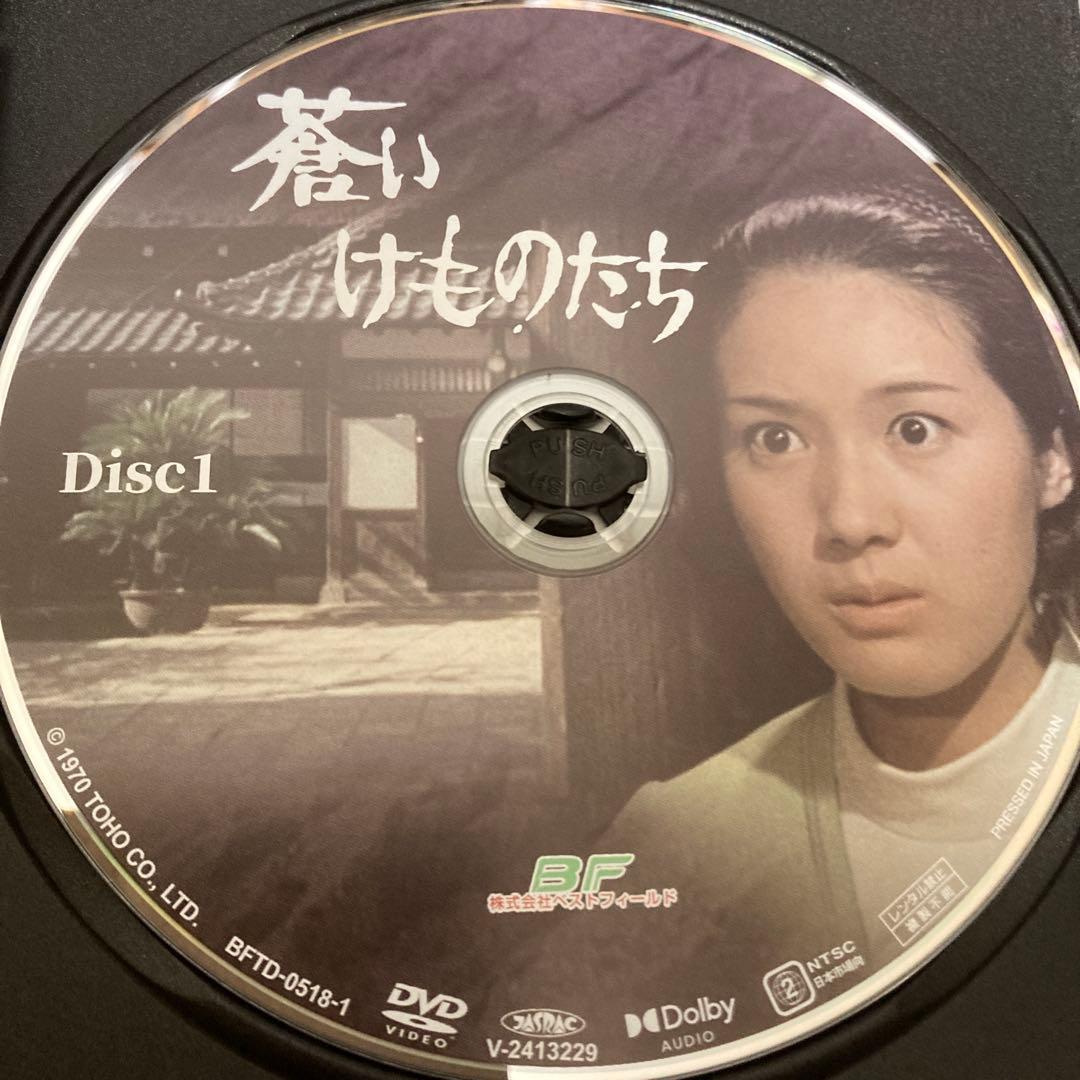 蒼い
けものたち
Disc1
PUSH
PUSH
© 1970 TOHO CO., LTD.
BFTD-0518-1
DVD
VIDEO
JASRAC
V-2413229
Dolby
AUDIO
2
NTSC
日本市場向
レンタル禁止
複製不能
PRESSED IN JAPAN
BF
株式会社ベストフィールド